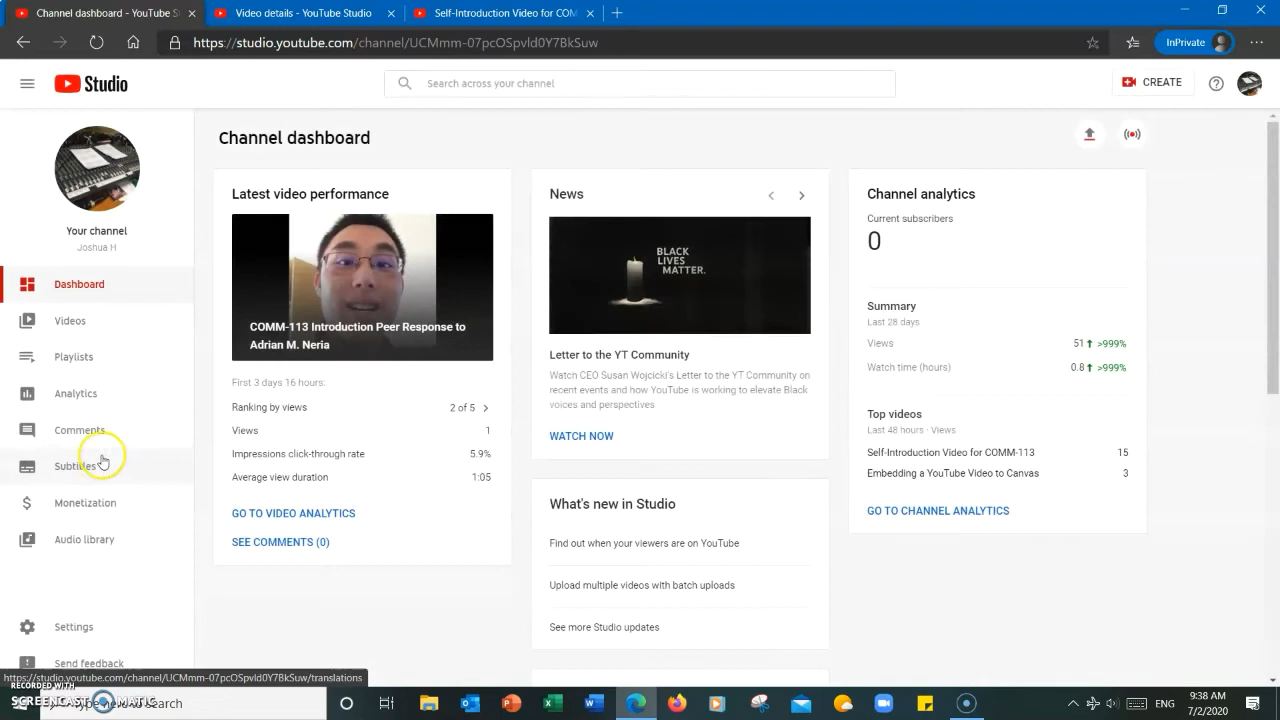 Channel dashboard - YouTube S
Video details - YouTube Studio
Self-Introduction Video for COM
https://studio.youtube.com/channel/UCMmm-07pcOSpvld0Y7BkSuw
InPrivate
Studio
Search across your channel
CREATE
Your channel
Joshua H
Dashboard
Videos
Playlists
Analytics
Comments
Subtitles
Monetization
Audio library
Settings
Send feedback
Channel dashboard
Latest video performance
COMM-113 Introduction Peer Response to
Adrian M. Neria
First 3 days 16 hours:
Ranking by views 2 of 5
Views 1
Impressions click-through rate 5.9%
Average view duration 1:05
GO TO VIDEO ANALYTICS
SEE COMMENTS (0)
News
BLACK
LIVES
MATTER.
Letter to the YT Community
Watch CEO Susan Wojcicki's Letter to the YT Community
on recent events and how YouTube is working to elevate Black
voices and perspectives
WATCH NOW
What's new in Studio
Find out when your viewers are on YouTube
Upload multiple videos with batch uploads
See more Studio updates
Channel analytics
Current subscribers
0
Summary
Last 28 days
Views 51 >999%
Watch time (hours) 0.8 >999%
Top videos
Last 48 hours · Views
Self-Introduction Video for COMM-113 15
Embedding a YouTube Video to Canvas 3
GO TO CHANNEL ANALYTICS
https://studio.youtube.com/channel/UCMmm-07pcOSpvld0Y7BkSuw/translations
RECORDED WITH
SCREENCAST MATIC
Type here to search
ENG
9:38 AM
7/2/2020